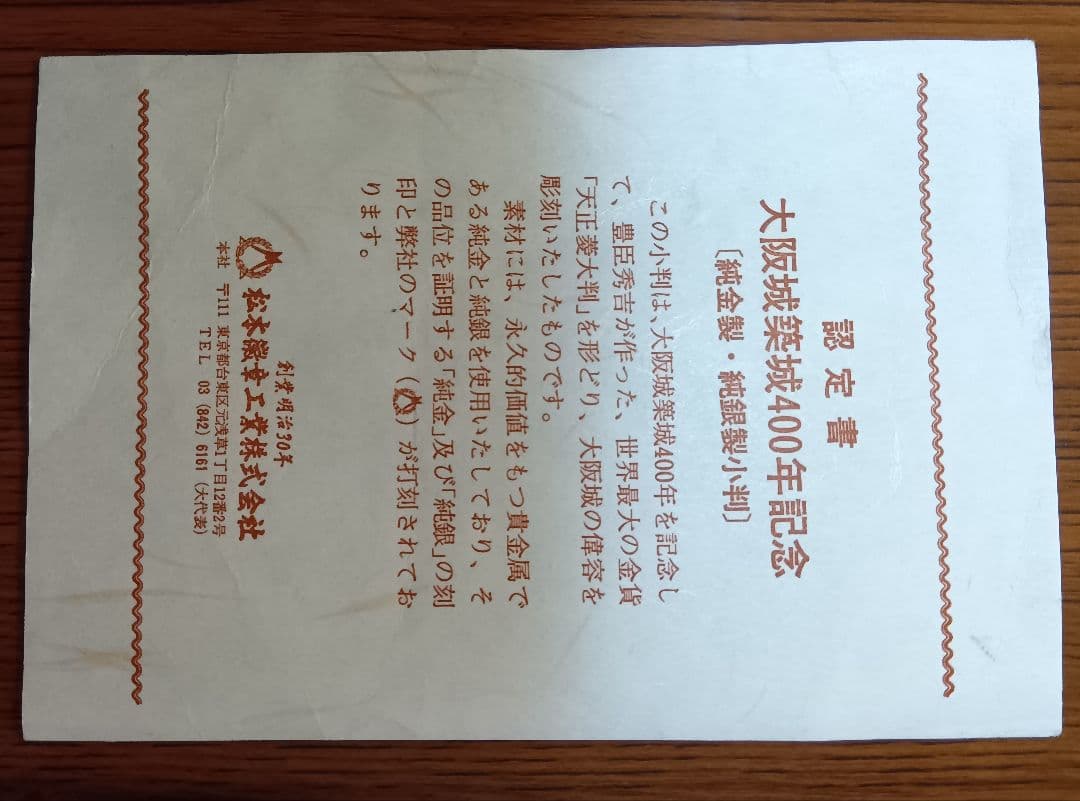 認定書
大阪城築城400年記念
〔純金製・純銀製小判〕
この小判は、大阪城築城400年を記念し
て、豊臣秀吉が作った、世界最大の金貨
「天正菱大判」を形どり、大阪城の偉容を
彫刻いたしたものです。
素材には、永久的価値をもつ貴金属で
ある純金と純銀を使用いたしており、そ
の品位を証明する「純金」及び「純銀」の刻
印と弊社のマーク()が打刻されてお
ります。
創業明治30年
松本徽章工業株式会社
本社 〒111 東京都台東区元浅草1丁目12番2号
TEL 03 (842) 6161 (大代表)